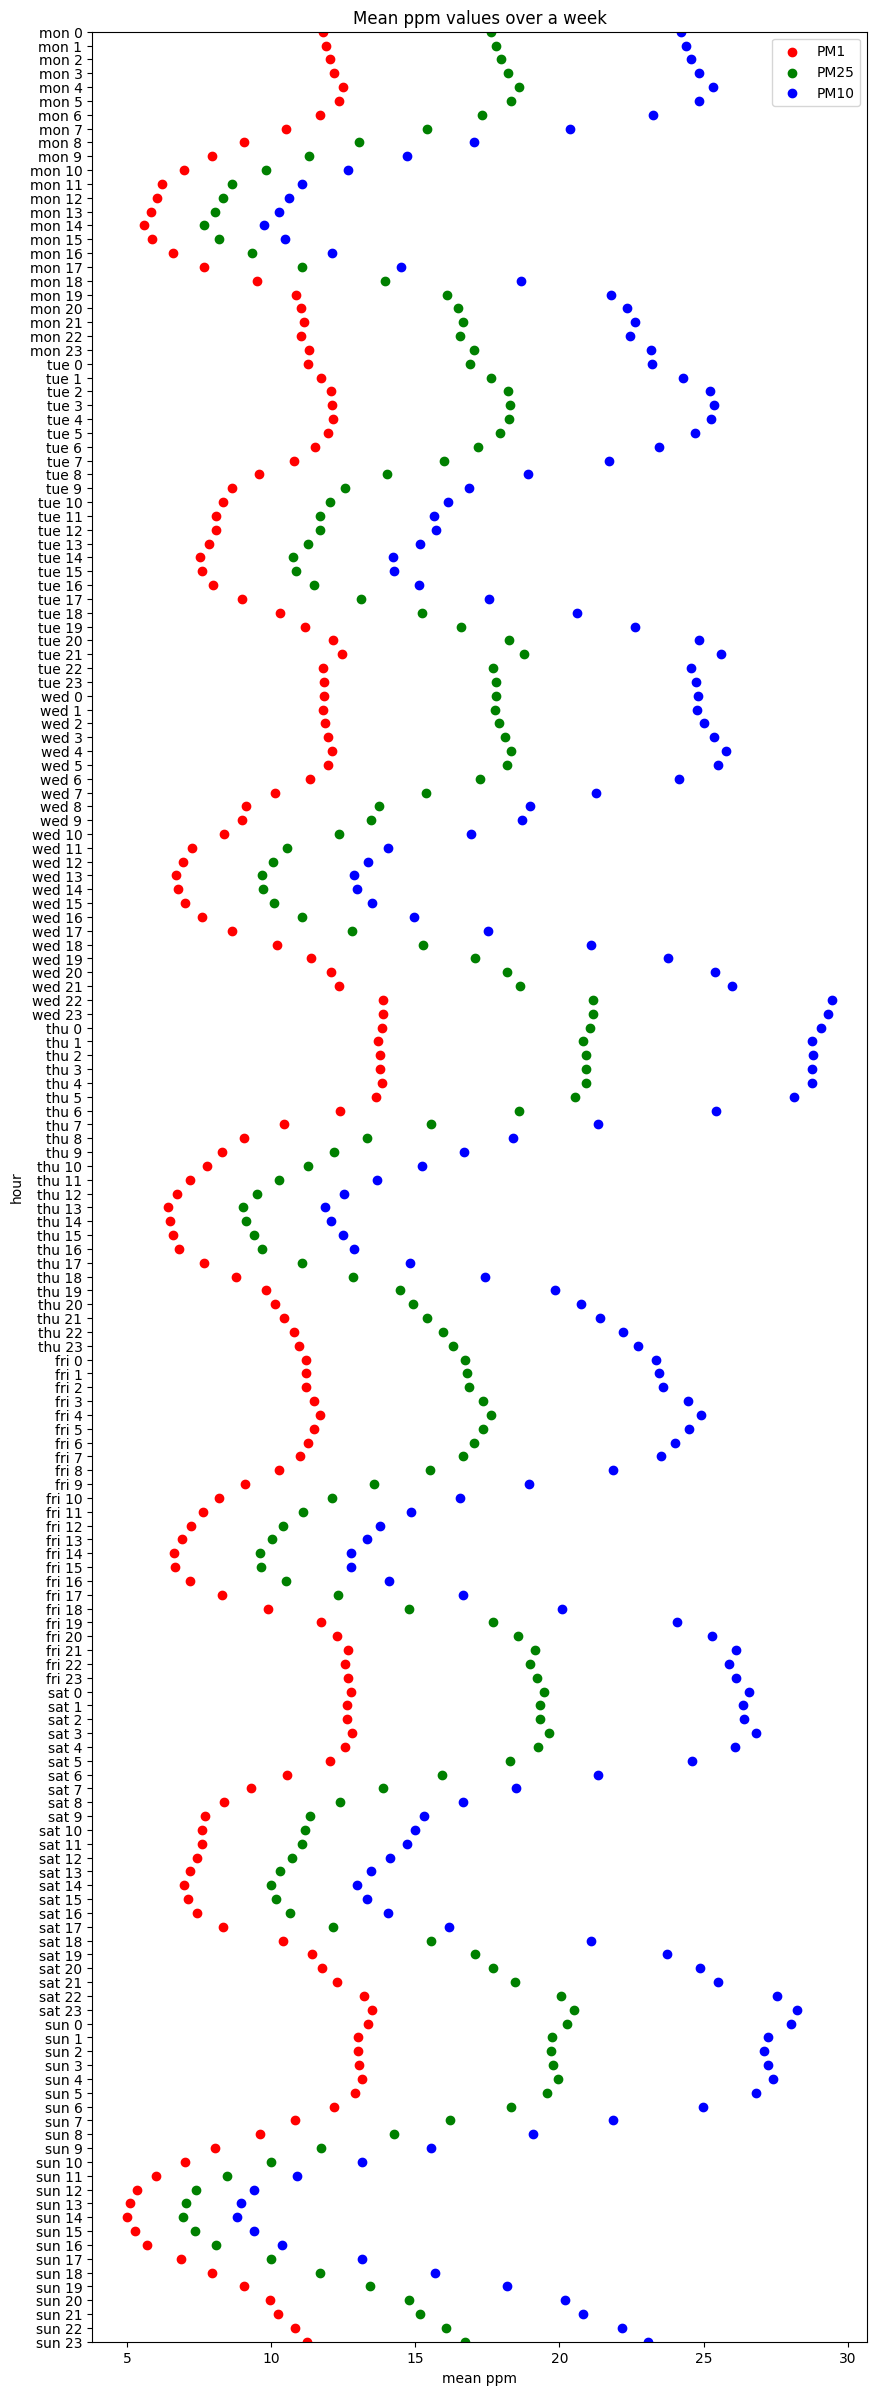 Mean ppm values over a week
PM1
PM25
PM10
mon 0
mon 1
mon 2
mon 3
mon 4
mon 5
mon 6
mon 7
mon 8
mon 9
mon 10
mon 11
mon 12
mon 13
mon 14
mon 15
mon 16
mon 17
mon 18
mon 19
mon 20
mon 21
mon 22
mon 23
tue 0
tue 1
tue 2
tue 3
tue 4
tue 5
tue 6
tue 7
tue 8
tue 9
tue 10
tue 11
tue 12
tue 13
tue 14
tue 15
tue 16
tue 17
tue 18
tue 19
tue 20
tue 21
tue 22
tue 23
wed 0
wed 1
wed 2
wed 3
wed 4
wed 5
wed 6
wed 7
wed 8
wed 9
wed 10
wed 11
wed 12
wed 13
wed 14
wed 15
wed 16
wed 17
wed 18
wed 19
wed 20
wed 21
wed 22
wed 23
thu 0
thu 1
thu 2
thu 3
thu 4
thu 5
thu 6
thu 7
thu 8
thu 9
thu 10
thu 11
thu 12
thu 13
thu 14
thu 15
thu 16
thu 17
thu 18
thu 19
thu 20
thu 21
thu 22
thu 23
fri 0
fri 1
fri 2
fri 3
fri 4
fri 5
fri 6
fri 7
fri 8
fri 9
fri 10
fri 11
fri 12
fri 13
fri 14
fri 15
fri 16
fri 17
fri 18
fri 19
fri 20
fri 21
fri 22
fri 23
sat 0
sat 1
sat 2
sat 3
sat 4
sat 5
sat 6
sat 7
sat 8
sat 9
sat 10
sat 11
sat 12
sat 13
sat 14
sat 15
sat 16
sat 17
sat 18
sat 19
sat 20
sat 21
sat 22
sat 23
sun 0
sun 1
sun 2
sun 3
sun 4
sun 5
sun 6
sun 7
sun 8
sun 9
sun 10
sun 11
sun 12
sun 13
sun 14
sun 15
sun 16
sun 17
sun 18
sun 19
sun 20
sun 21
sun 22
sun 23
hour
5 10 15 20 25 30
mean ppm